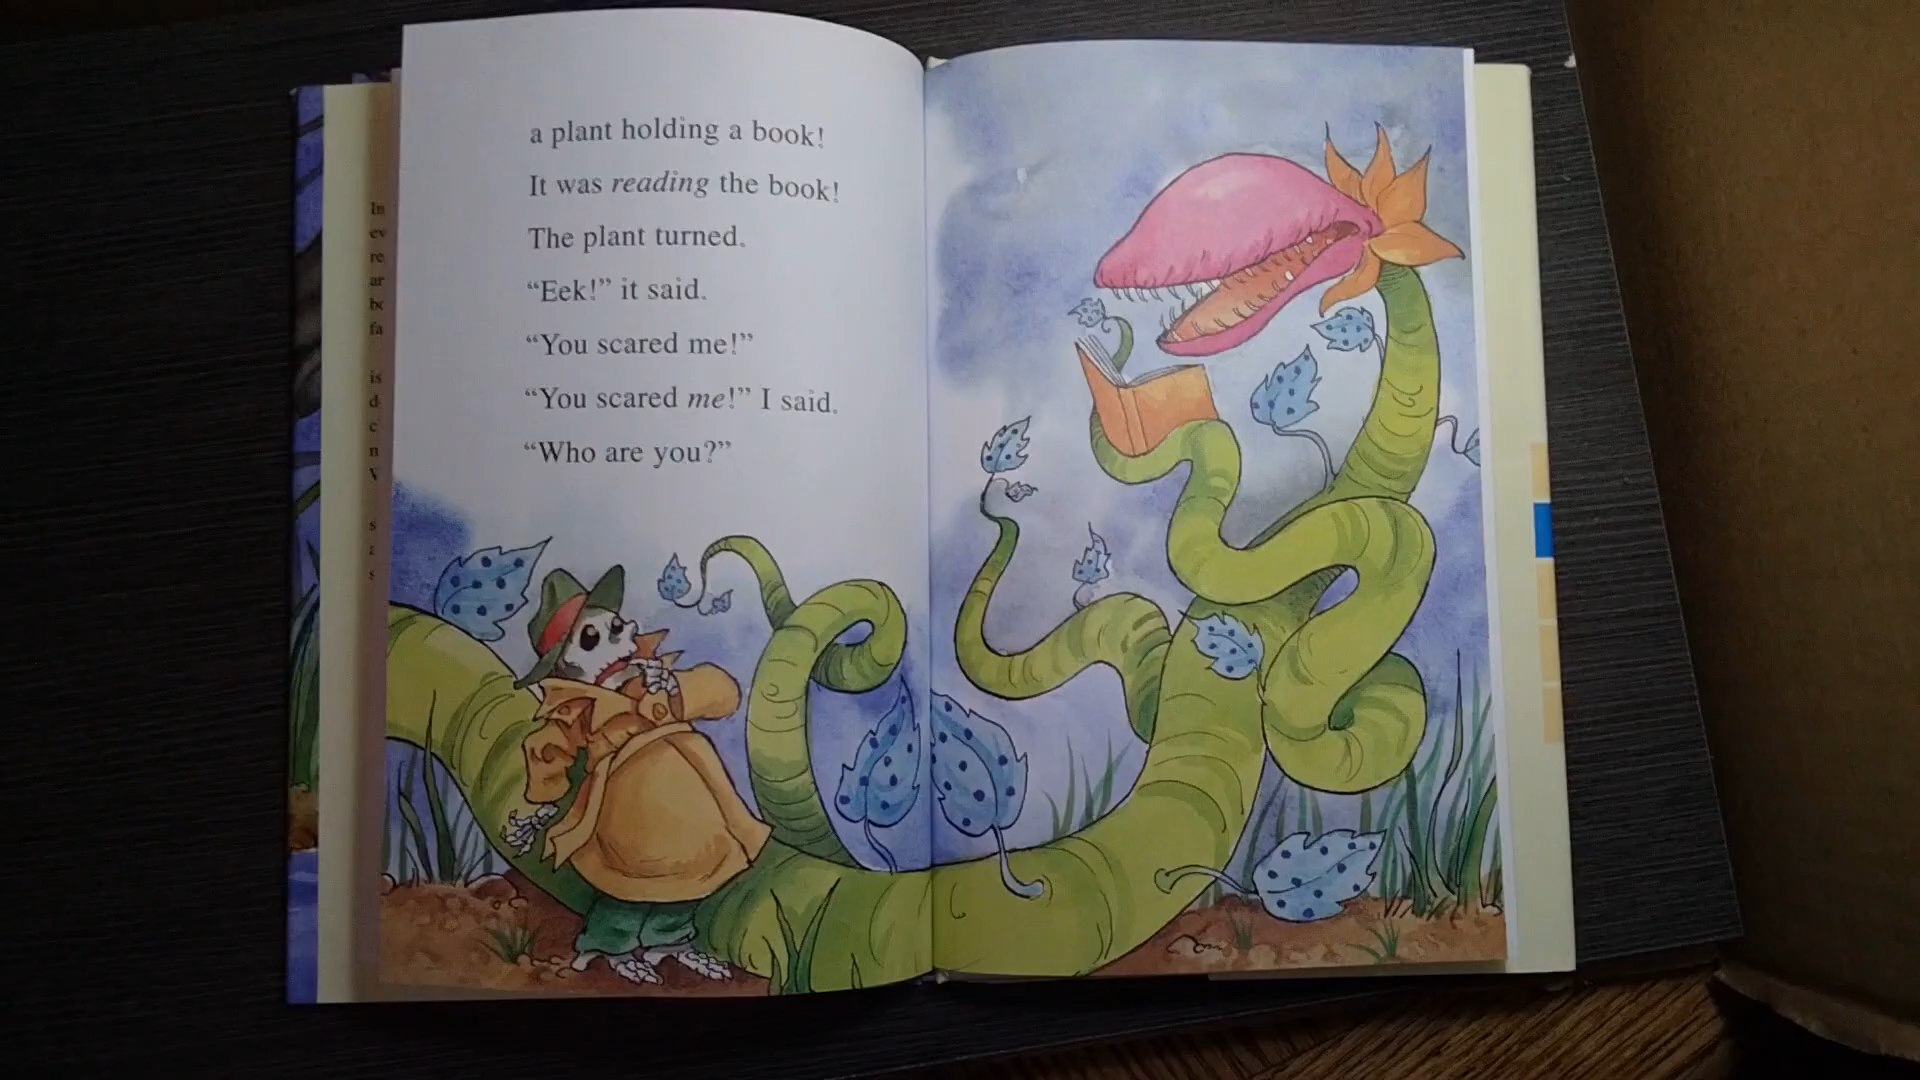 a plant holding a book!
It was reading the book!
The plant turned.
“Eek!” it said.
“You scared me!”
“You scared me!” I said.
“Who are you?”